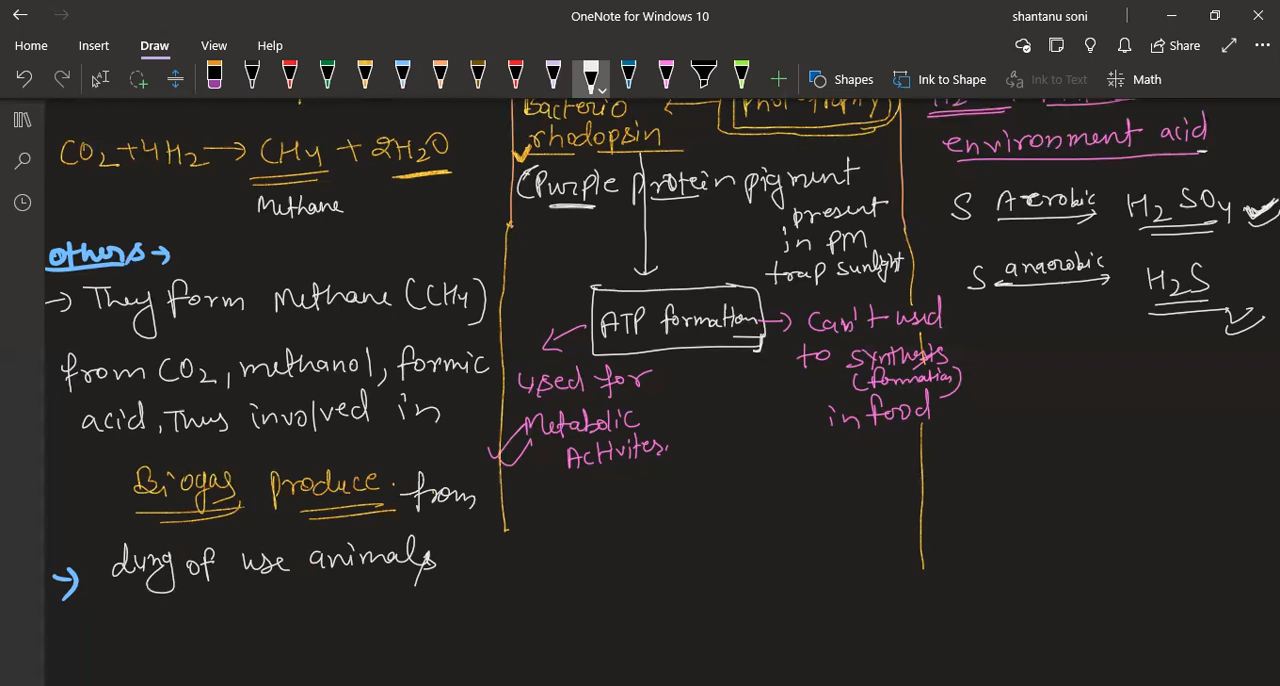 OneNote for Windows 10
shantanu soni
Home Insert Draw View Help
Share
Shapes
Ink to Shape
Ink to Text
Math
CO2+4H2→CH4+2H2O
Methane
others→
→ They form Methane (CH4)
from CO2, methanol, formic
acid, Thus involved in
Biogas produce. from
→ dung of use animals
Bacterio
rhodopsin
(Purple protein pigment
present
in PM
trap sunlight
ATP formation
used for
Metabolic
Activites.
→ Can't used
to synthesis
(formation)
in food
environment acid
S Aerobic → H2SO4
S anaerobic → H2S